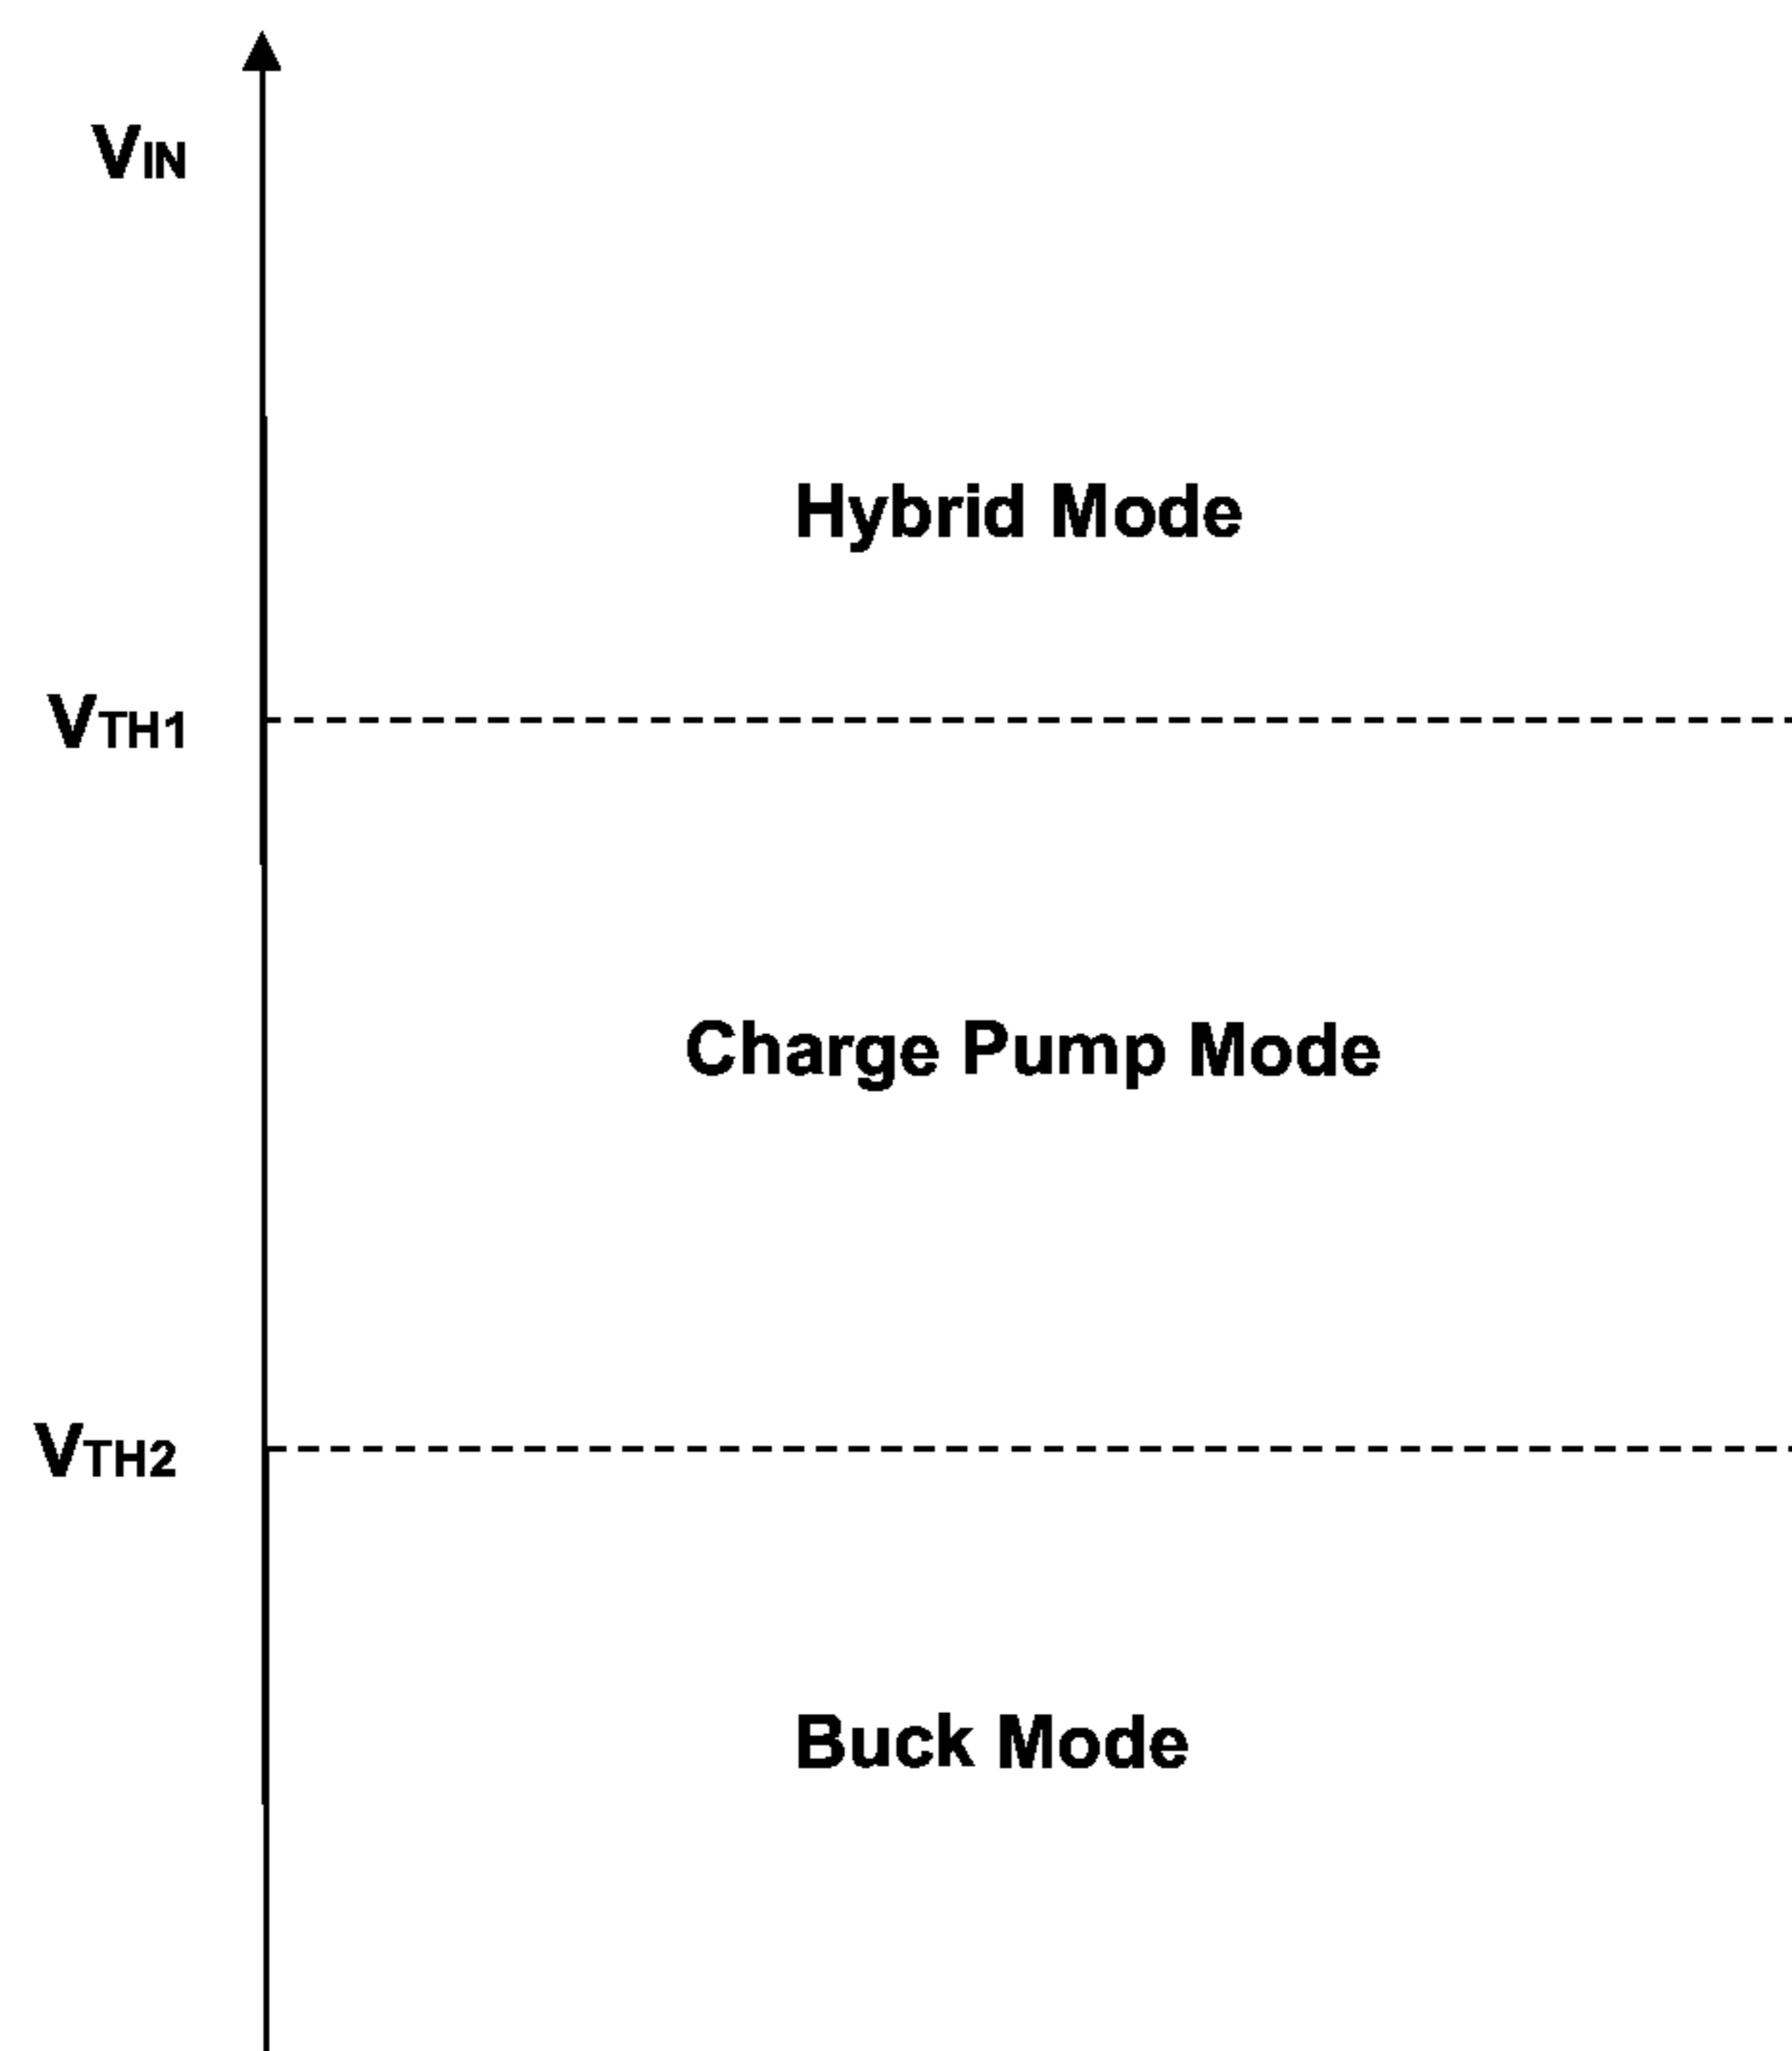 VIN
Hybrid Mode
VTH1
Charge Pump Mode
VTH2
Buck Mode